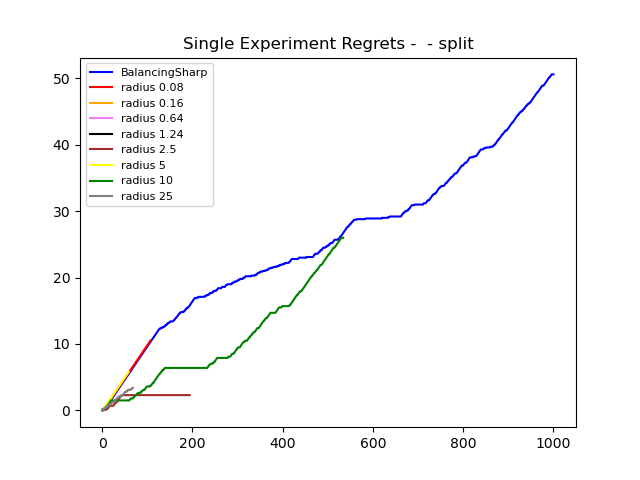 Single Experiment Regrets -  - split
BalancingSharp
radius 0.08
radius 0.16
radius 0.64
radius 1.24
radius 2.5
radius 5
radius 10
radius 25
50
40
30
20
10
0
0 200 400 600 800 1000